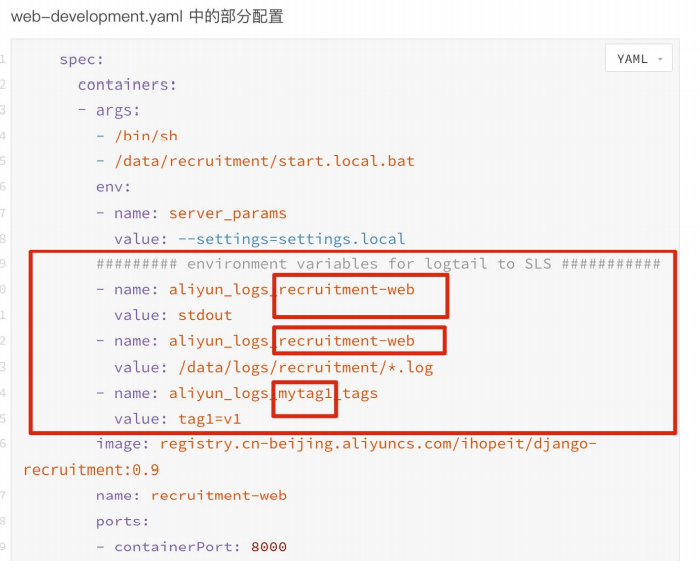 web-development.yaml 中的部分配置
YAML
1 spec:
2 containers:
3 - args:
4 - /bin/sh
5 - /data/recruitment/start.local.bat
6 env:
7 - name: server_params
8 value: --settings=settings.local
9 ######### environment variables for logtail to SLS ###########
0 - name: aliyun_logs_recruitment-web
1 value: stdout
2 - name: aliyun_logs_recruitment-web
3 value: /data/logs/recruitment/*.log
4 - name: aliyun_logs_mytag1_tags
5 value: tag1=v1
6 image: registry.cn-beijing.aliyuncs.com/ihopeit/django-
recruitment:0.9
7 name: recruitment-web
8 ports:
9 - containerPort: 8000